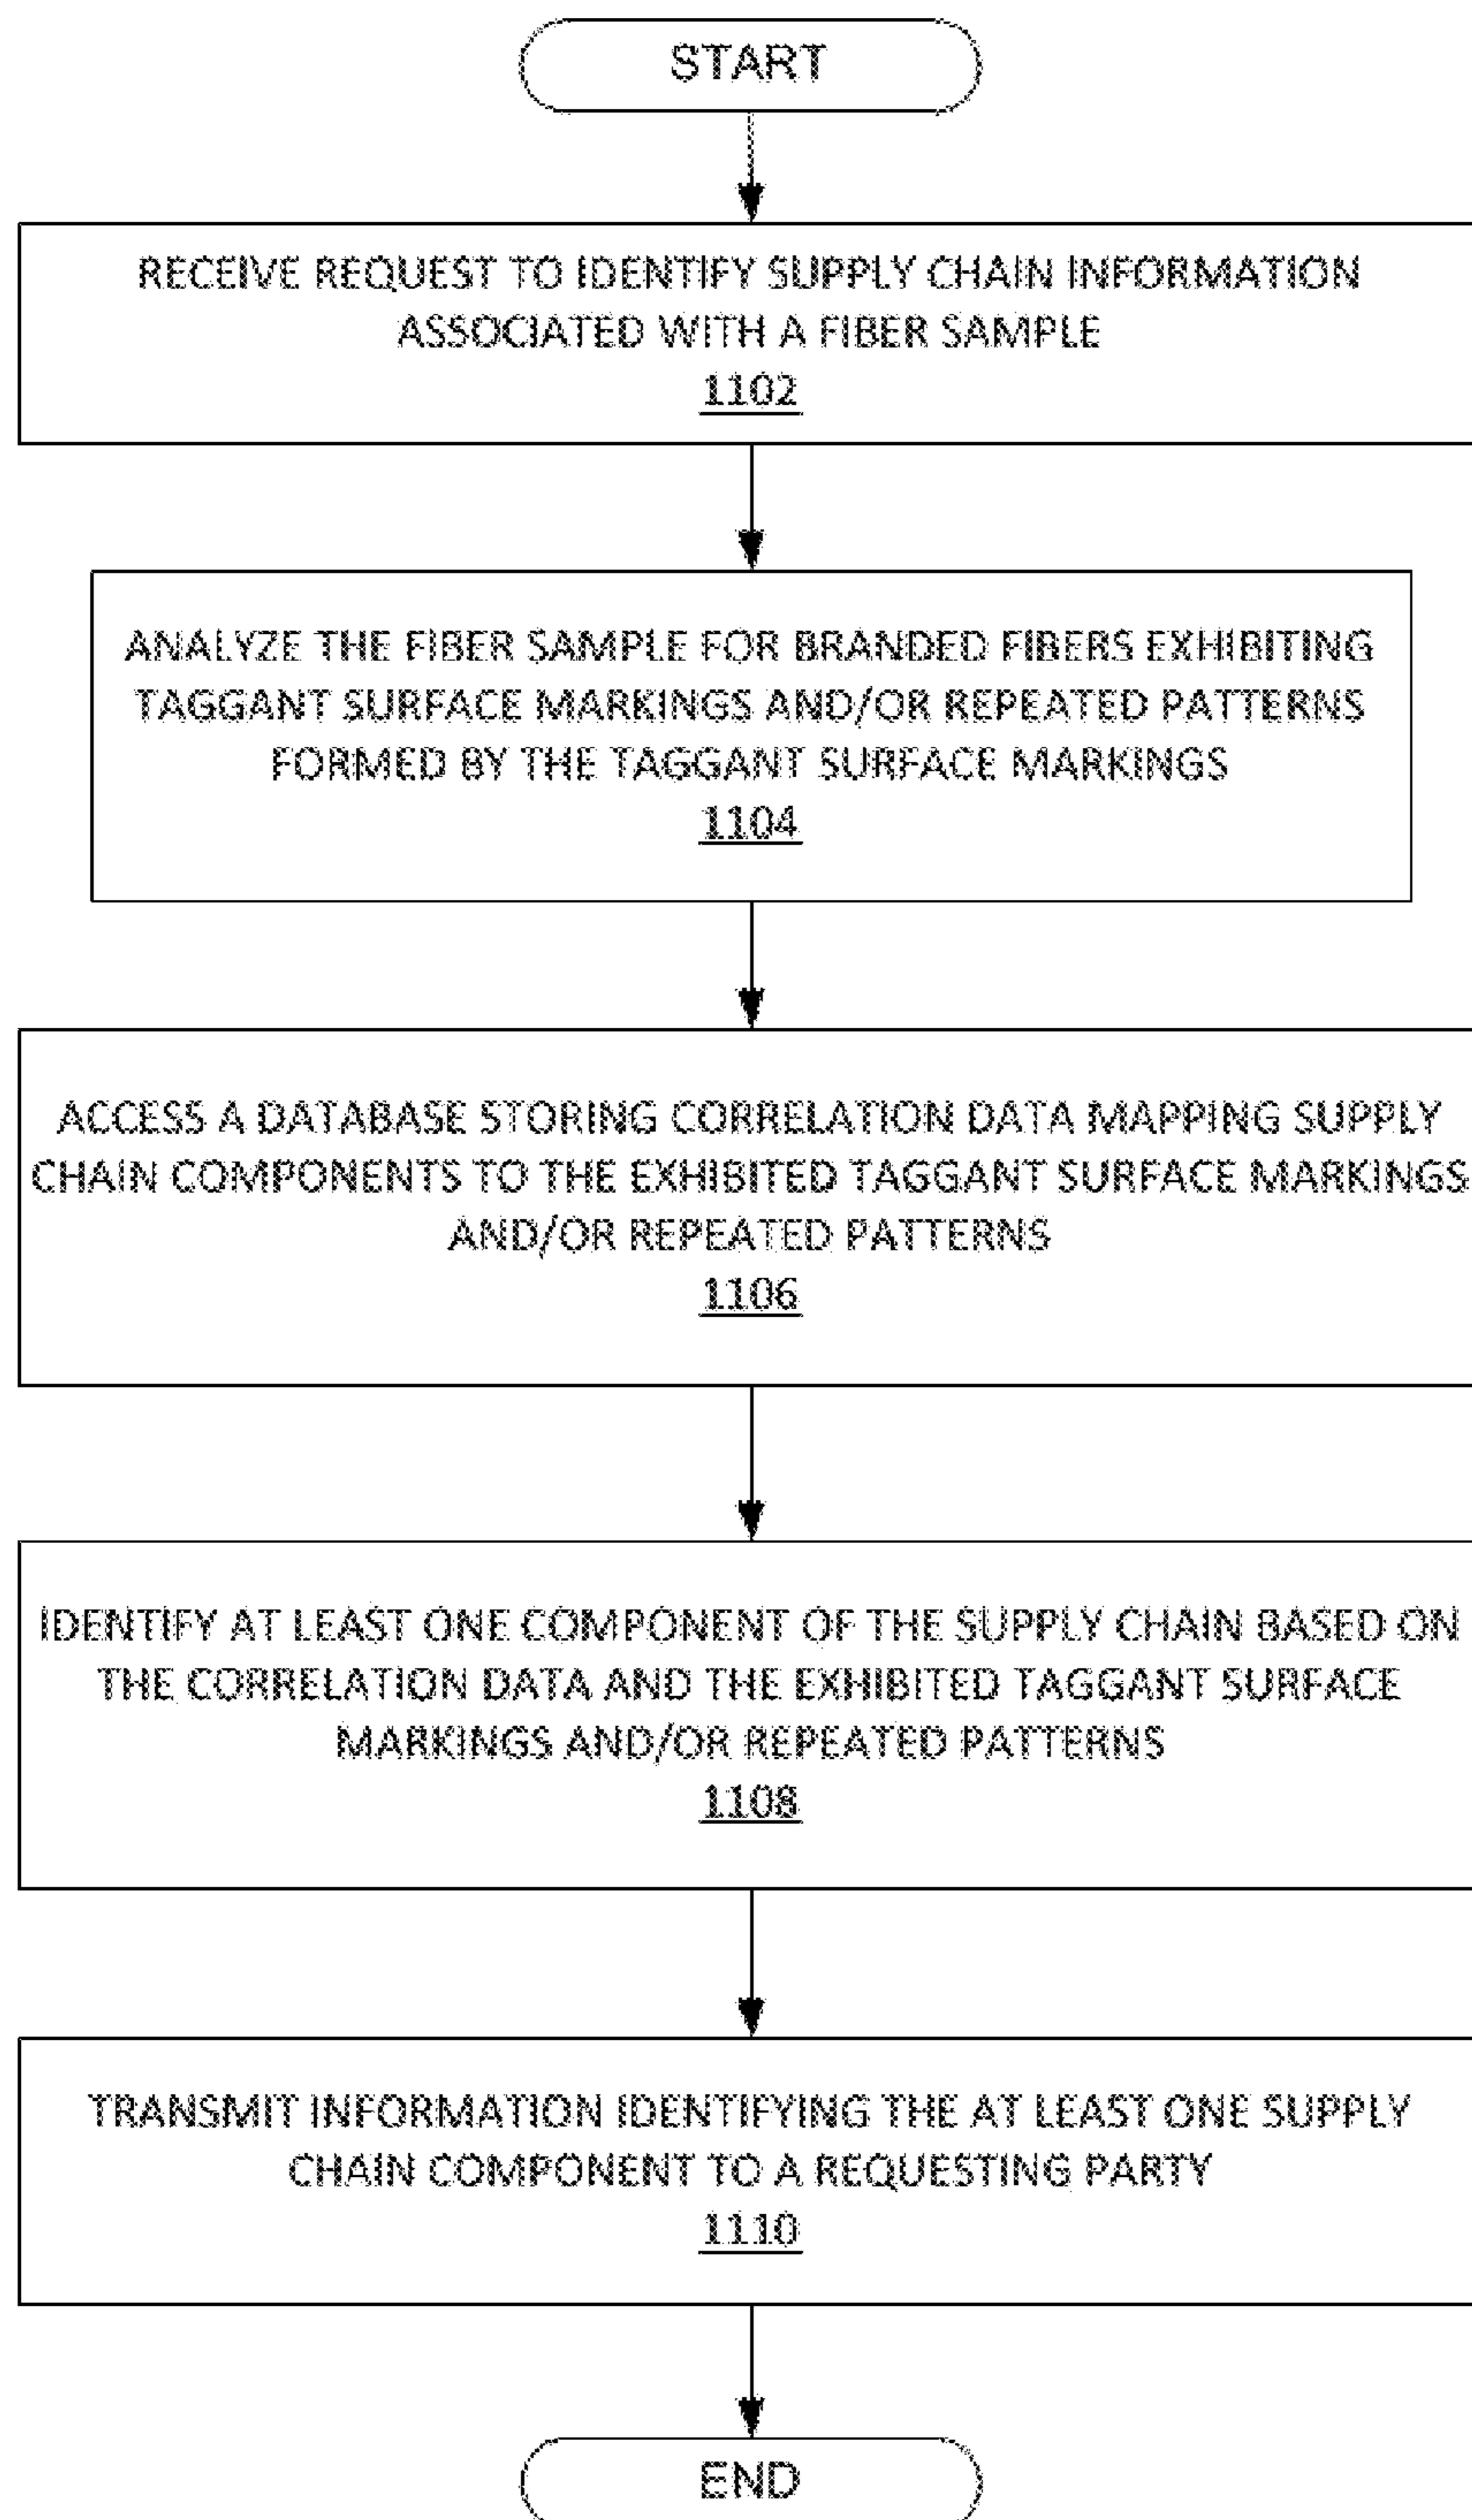 START
RECEIVE REQUEST TO IDENTIFY SUPPLY CHAIN INFORMATION
ASSOCIATED WITH A FIBER SAMPLE
1102
ANALYZE THE FIBER SAMPLE FOR BRANDED FIBERS EXHIBITING
TAGGANT SURFACE MARKINGS AND/OR REPEATED PATTERNS
FORMED BY THE TAGGANT SURFACE MARKINGS
1104
ACCESS A DATABASE STORING CORRELATION DATA MAPPING SUPPLY
CHAIN COMPONENTS TO THE EXHIBITED TAGGANT SURFACE MARKINGS
AND/OR REPEATED PATTERNS
1106
IDENTIFY AT LEAST ONE COMPONENT OF THE SUPPLY CHAIN BASED ON
THE CORRELATION DATA AND THE EXHIBITED TAGGANT SURFACE
MARKINGS AND/OR REPEATED PATTERNS
1108
TRANSMIT INFORMATION IDENTIFYING THE AT LEAST ONE SUPPLY
CHAIN COMPONENT TO A REQUESTING PARTY
1110
END